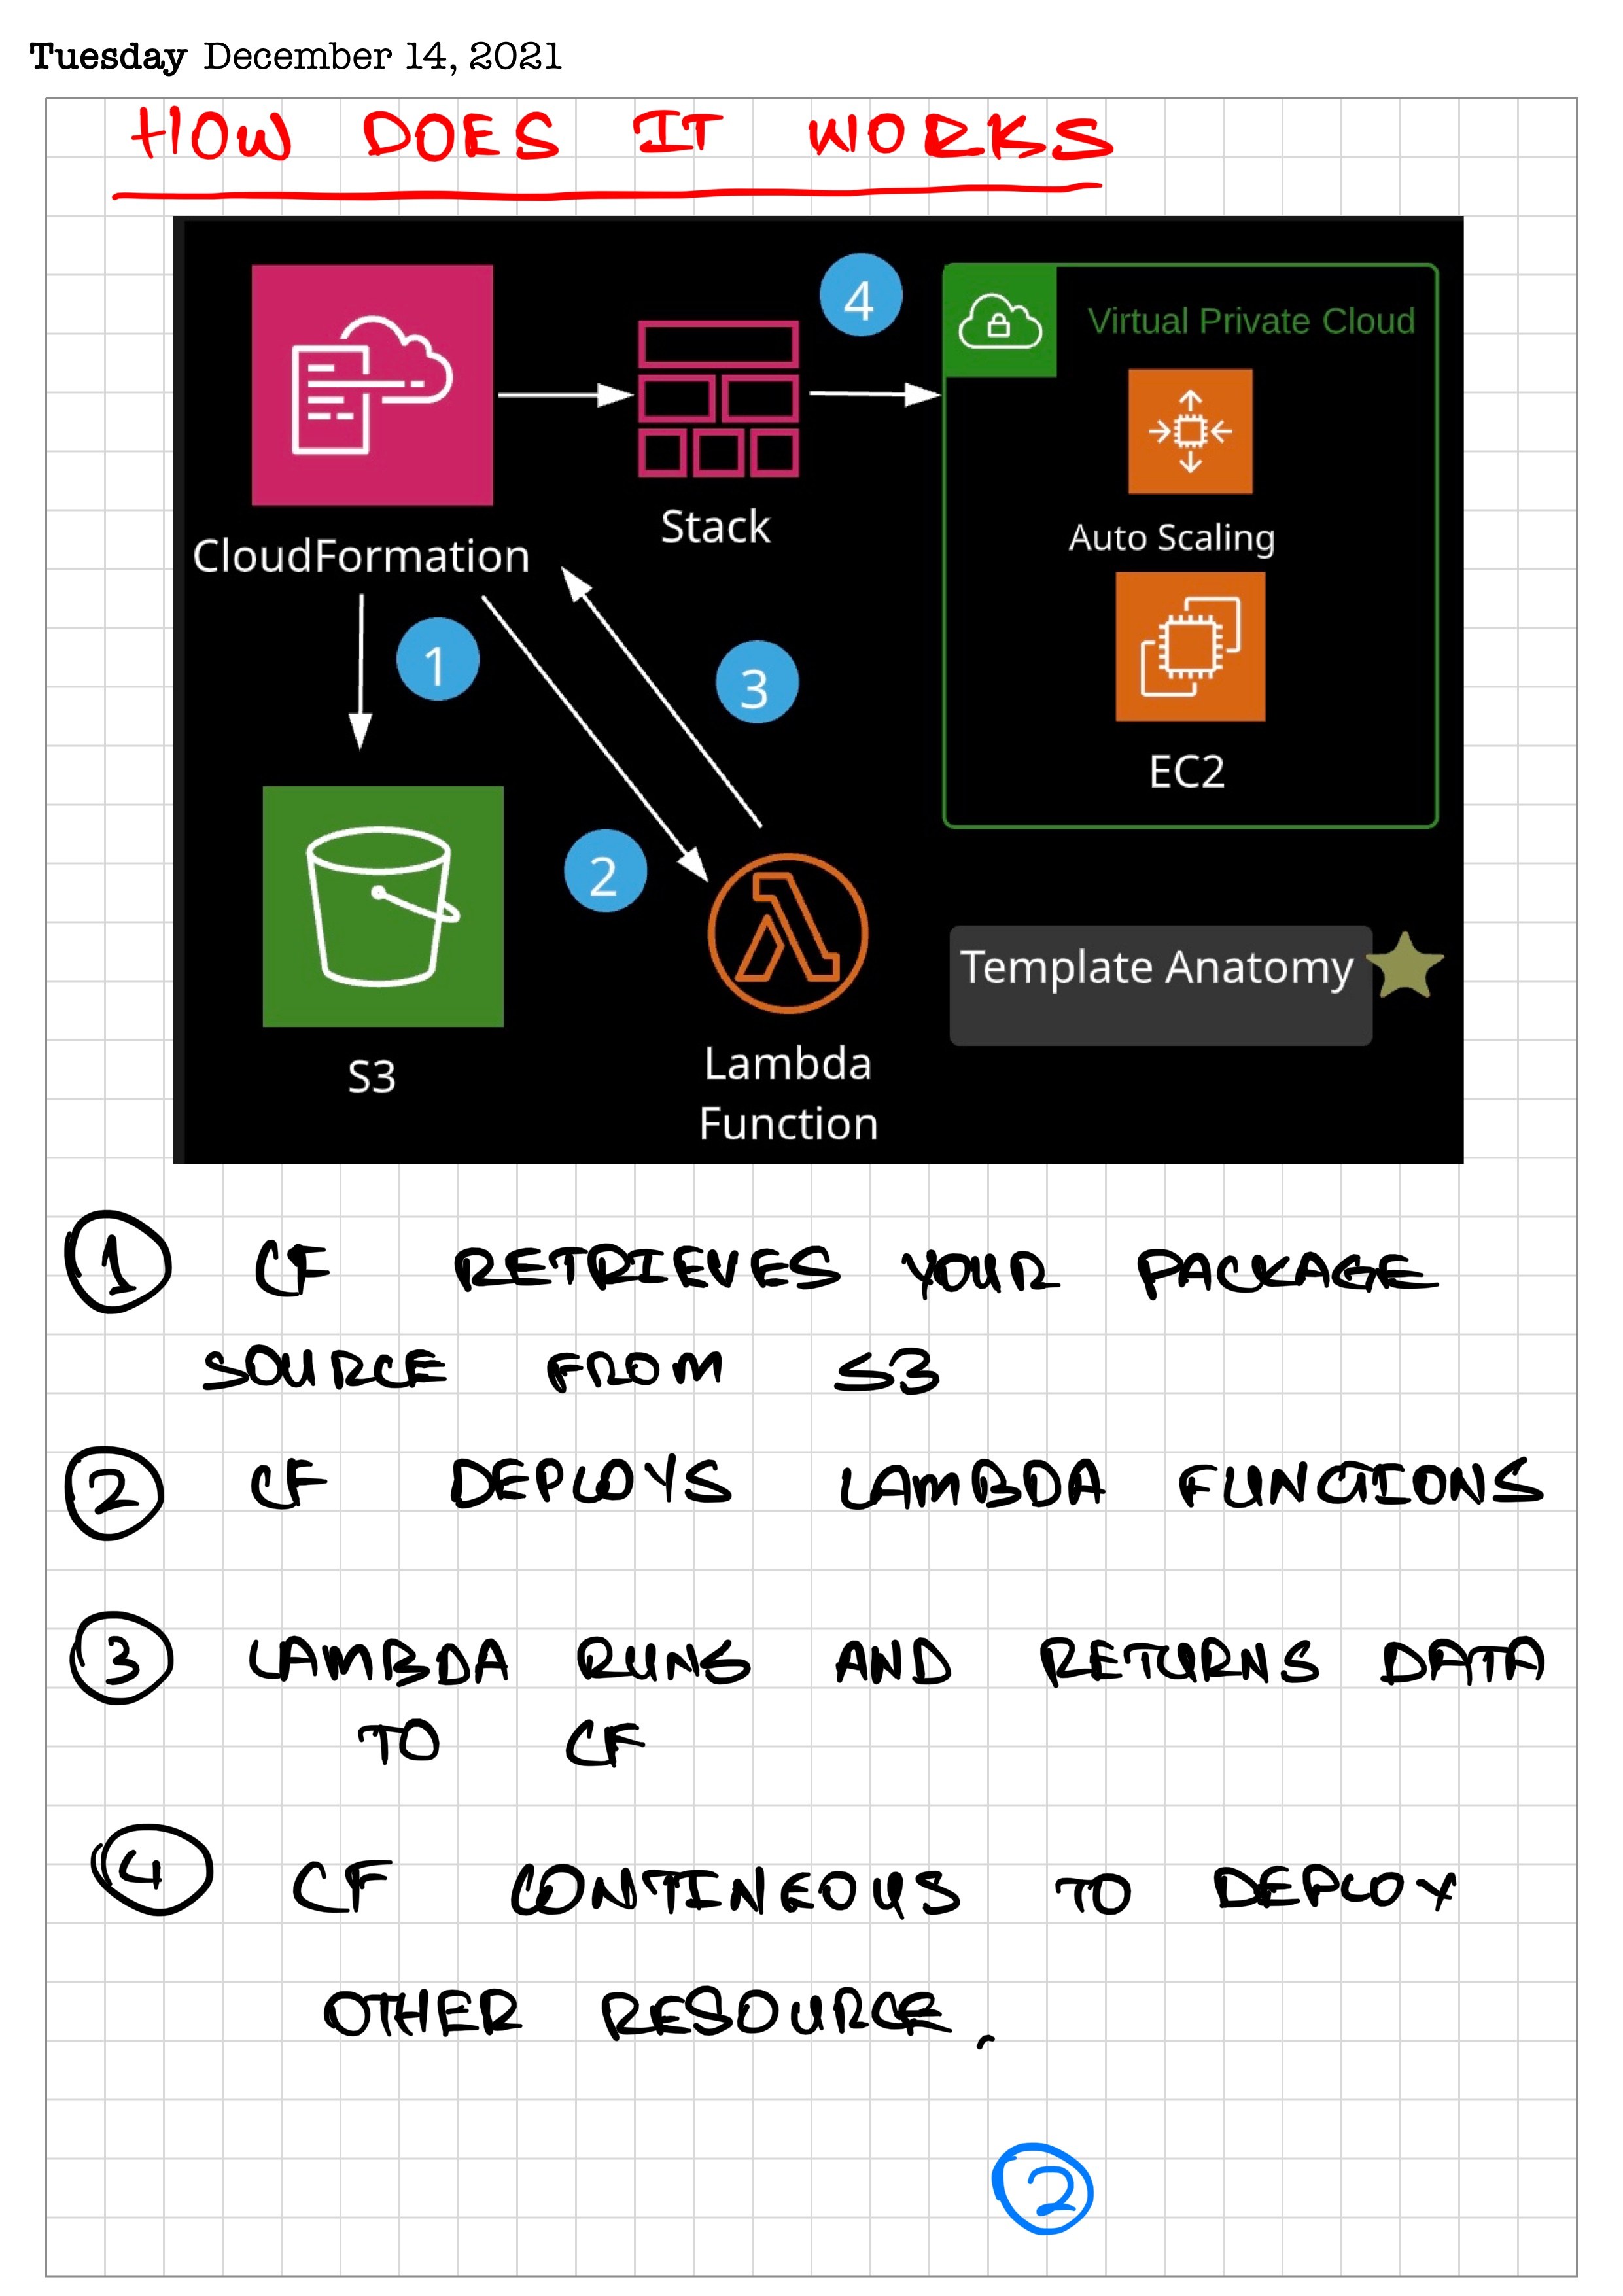 Tuesday December 14, 2021
HOW DOES IT WORKS
4
Virtual Private Cloud
Stack
Auto Scaling
CloudFormation
1
3
EC2
2
Template Anatomy
S3
Lambda
Function
1 CF RETRIEVES YOUR PACKAGE
SOURCE FROM S3
2 CF DEPLOYS LAMBDA FUNCTIONS
3 LAMBDA RUNS AND RETURNS DATA
TO CF
4 CF CONTINEOUS TO DEPLOY
OTHER RESOURCE.
2